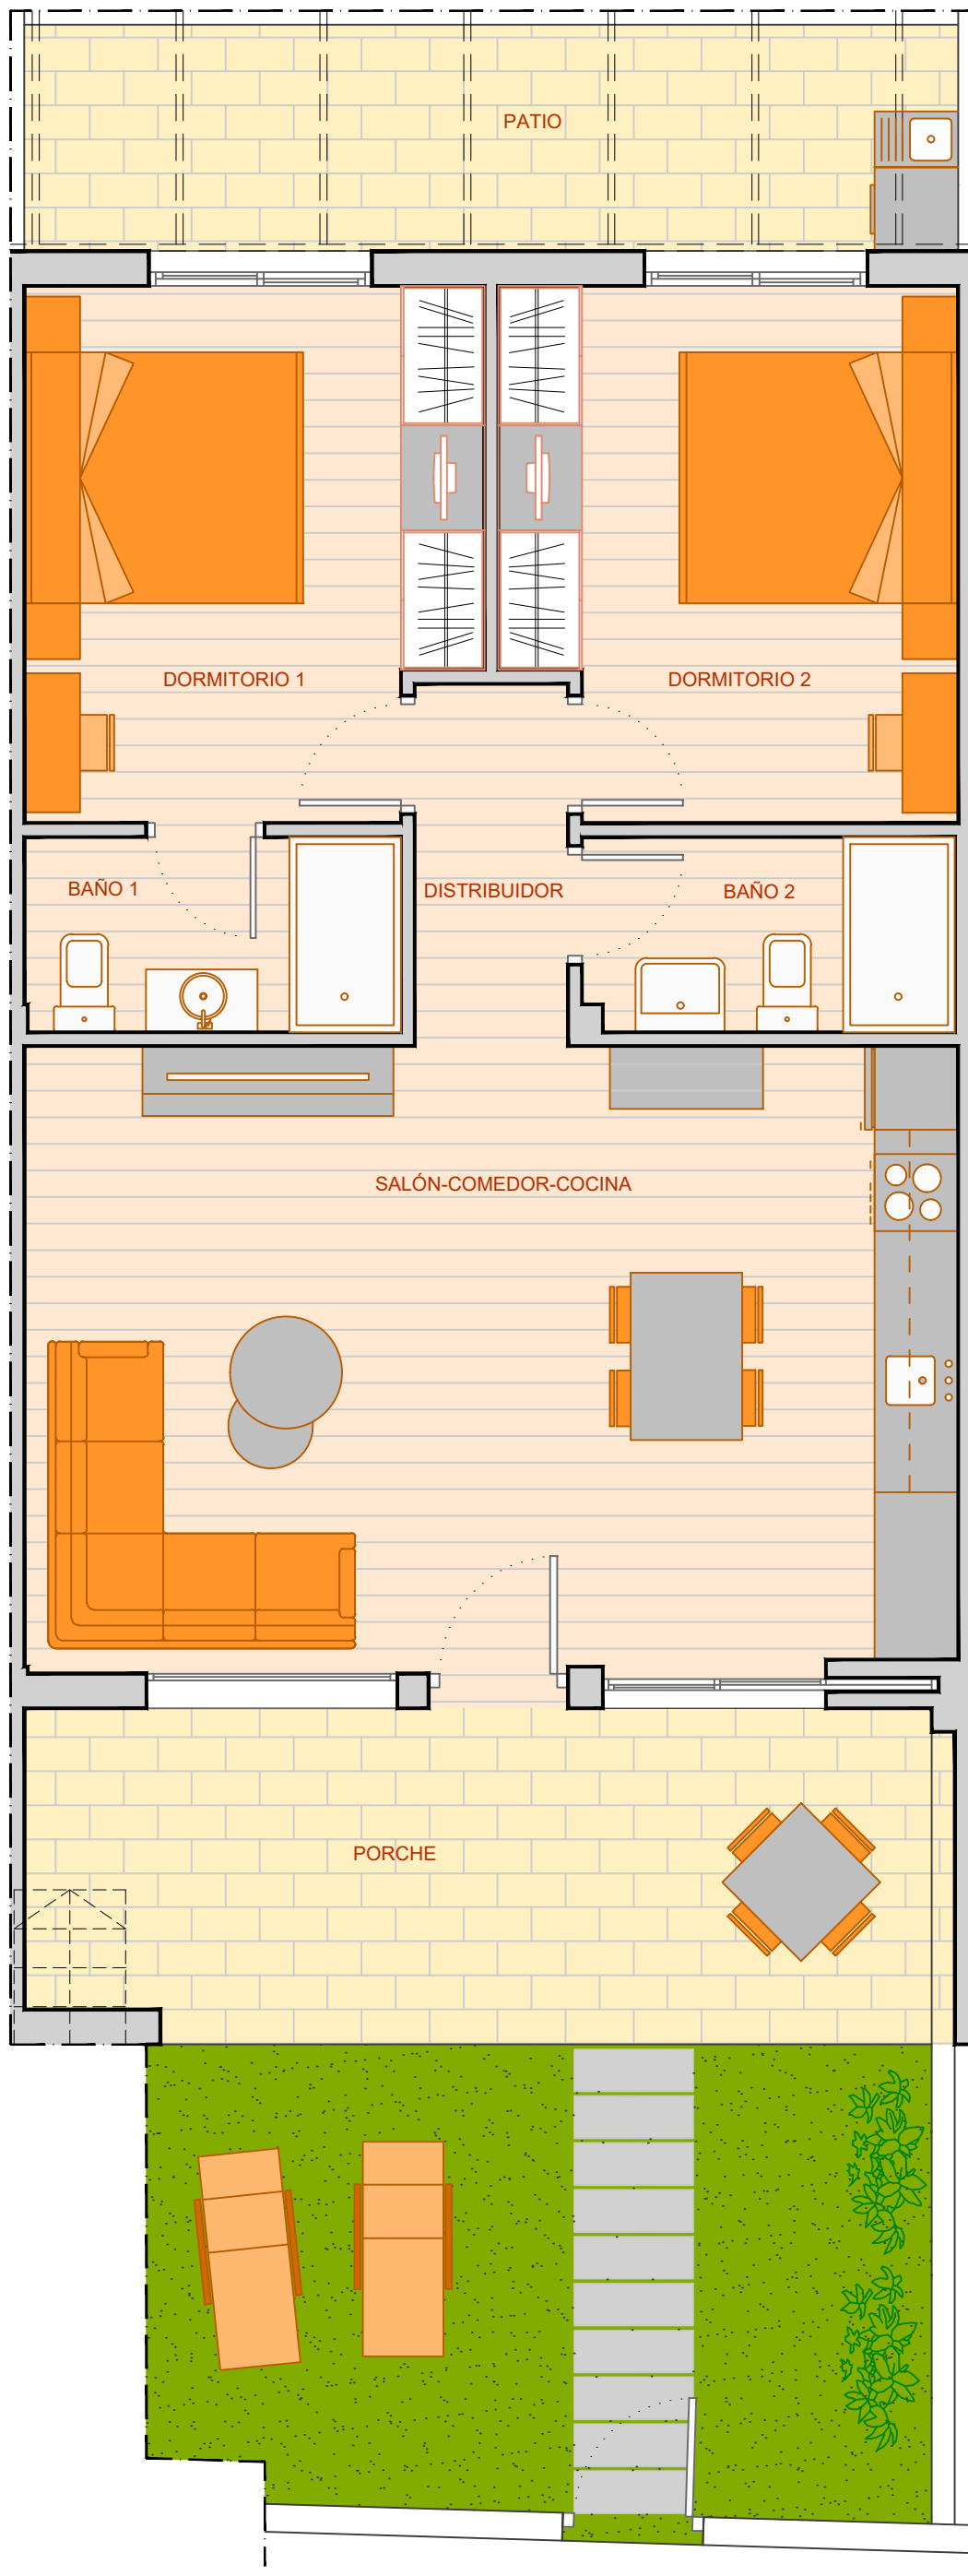 PATIO
DORMITORIO 1
DORMITORIO 2
BAÑO 1
DISTRIBUIDOR
BAÑO 2
SALÓN-COMEDOR-COCINA
PORCHE